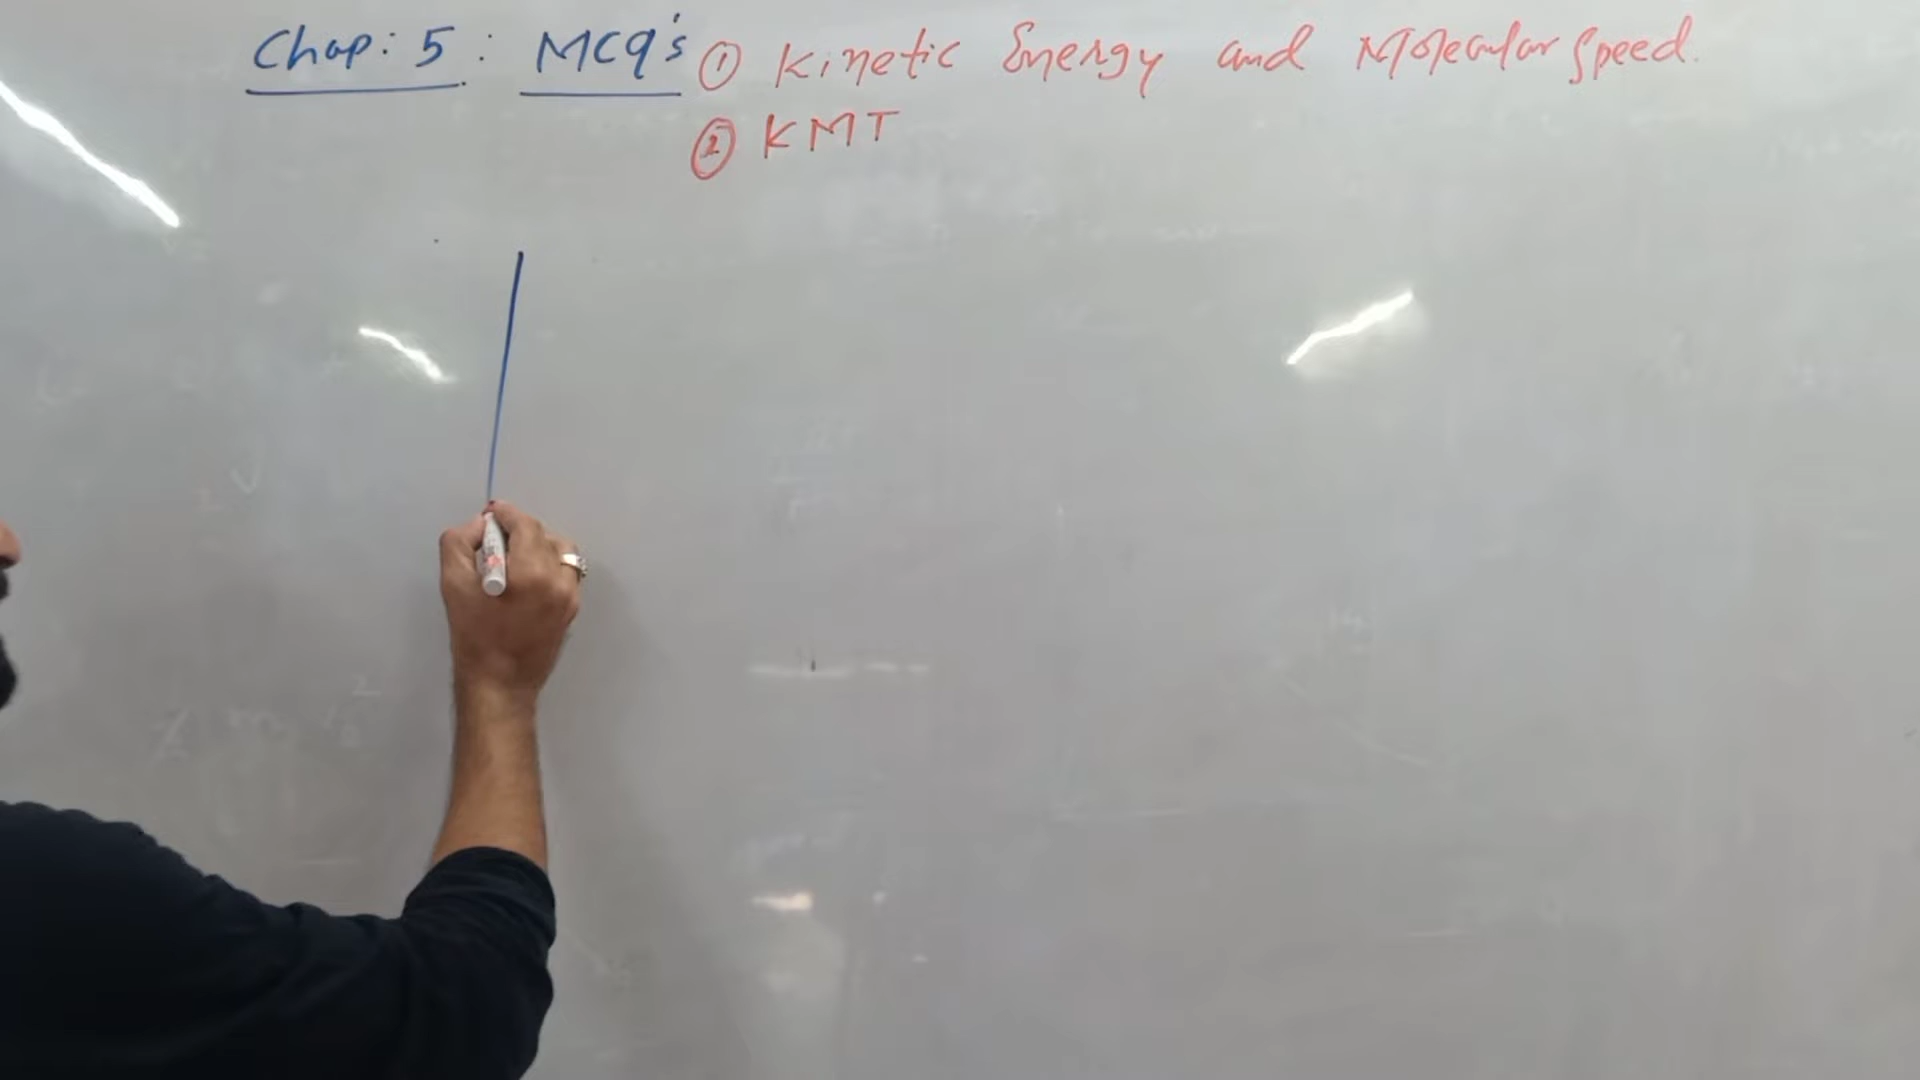 Chap: 5 : MCQ's ① Kinetic Energy and Molecular Speed.
② KMT